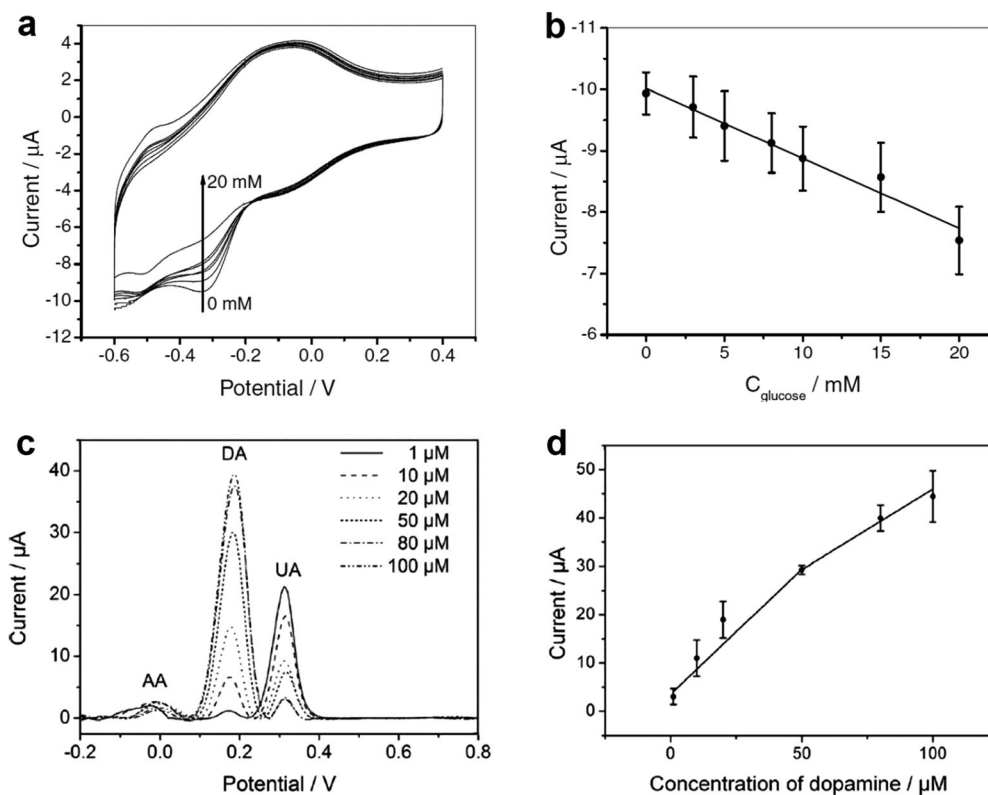 a
4
2
0
-2
-4
-6
-8
-10
-12
Current / µA
20 mM
0 mM
-0.6
-0.4
-0.2
0.0
0.2
0.4
Potential / V
b
-11
-10
-9
-8
-7
-6
Current / µA
0
5
10
15
20
C glucose / mM
c
40
30
20
10
0
Current / µA
AA
DA
UA
1 µM
10 µM
20 µM
50 µM
80 µM
100 µM
-0.2
0.0
0.2
0.4
0.6
0.8
Potential / V
d
50
40
30
20
10
0
Current / µA
0
50
100
Concentration of dopamine / µM